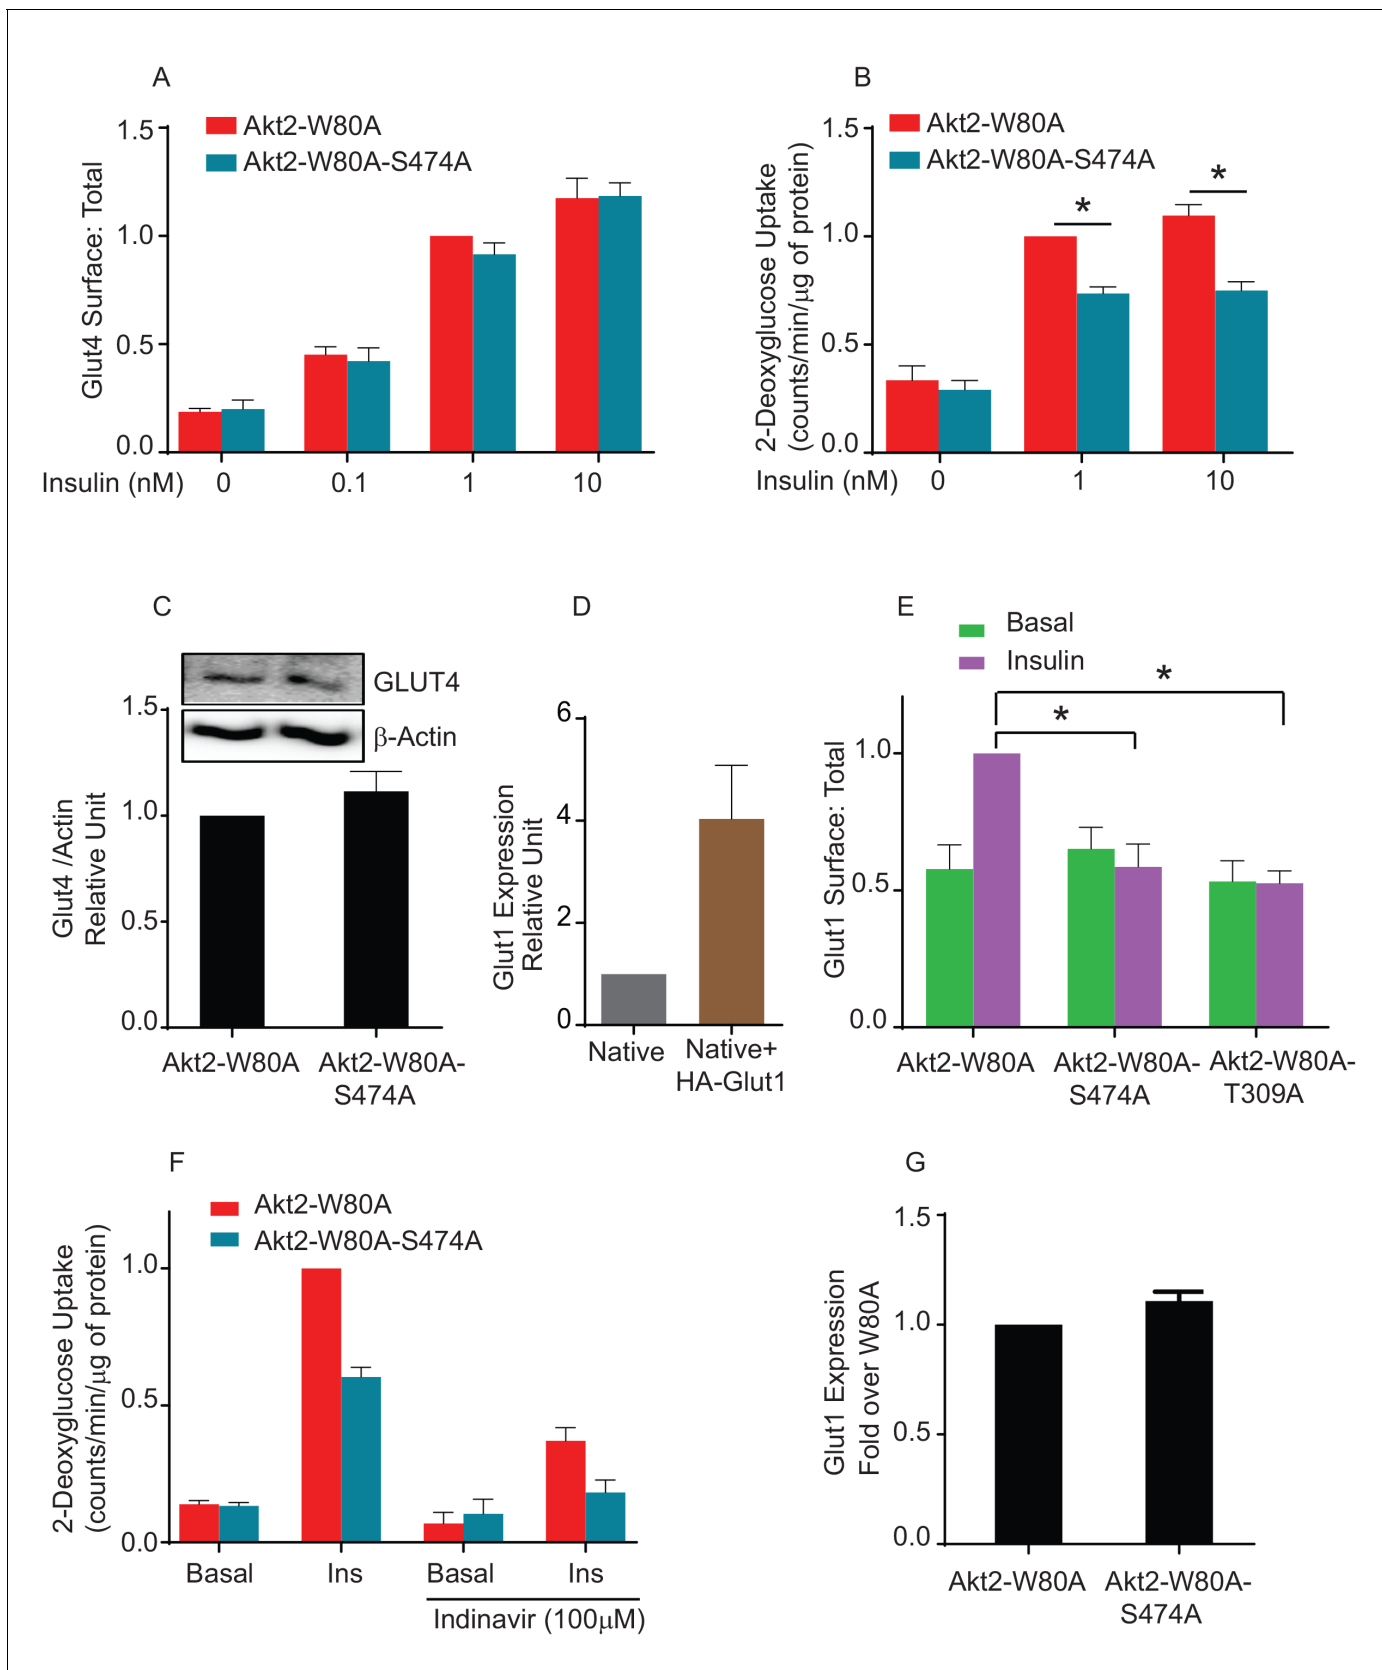 A
Akt2-W80A
Akt2-W80A-S474A
Glut4 Surface: Total
1.5
1.0
0.5
0.0
Insulin (nM)
0
0.1
1
10
B
Akt2-W80A
Akt2-W80A-S474A
2-Deoxyglucose Uptake
(counts/min/μg of protein)
1.5
1.0
0.5
0.0
*
*
Insulin (nM)
0
1
10
C
GLUT4
β-Actin
Glut4 /Actin
Relative Unit
1.5
1.0
0.5
0.0
Akt2-W80A
Akt2-W80A-
S474A
D
Glut1 Expression
Relative Unit
6
4
2
0
Native
Native+
HA-Glut1
E
Basal
Insulin
*
*
Glut1 Surface: Total
1.0
0.5
0.0
Akt2-W80A
Akt2-W80A-
S474A
Akt2-W80A-
T309A
F
Akt2-W80A
Akt2-W80A-S474A
2-Deoxyglucose Uptake
(counts/min/μg of protein)
1.0
0.5
0.0
Basal
Ins
Basal
Ins
Indinavir (100μM)
G
Glut1 Expression
Fold over W80A
1.5
1.0
0.5
0.0
Akt2-W80A
Akt2-W80A-
S474A